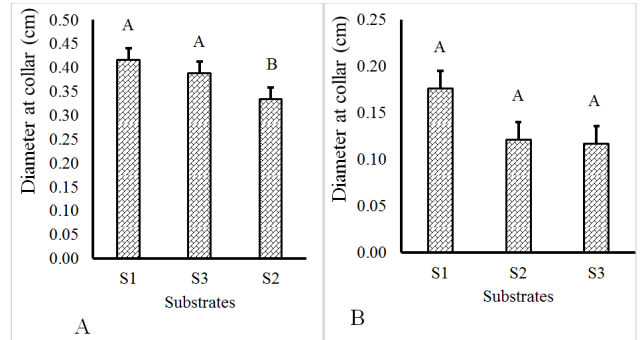 Diameter at collar (cm)
0.50
0.45
0.40
0.35
0.30
0.25
0.20
0.15
0.10
0.05
0.00
A
A
B
S1
S3
S2
Substrates
A
Diameter at collar (cm)
0.25
0.20
0.15
0.10
0.05
0.00
A
A
A
S1
S2
S3
Substrates
B